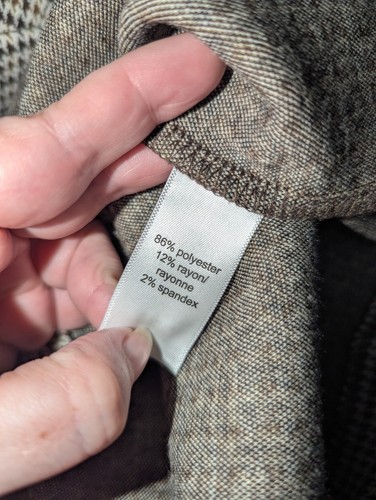 86% polyester
12% rayon/
rayonne
2% spandex